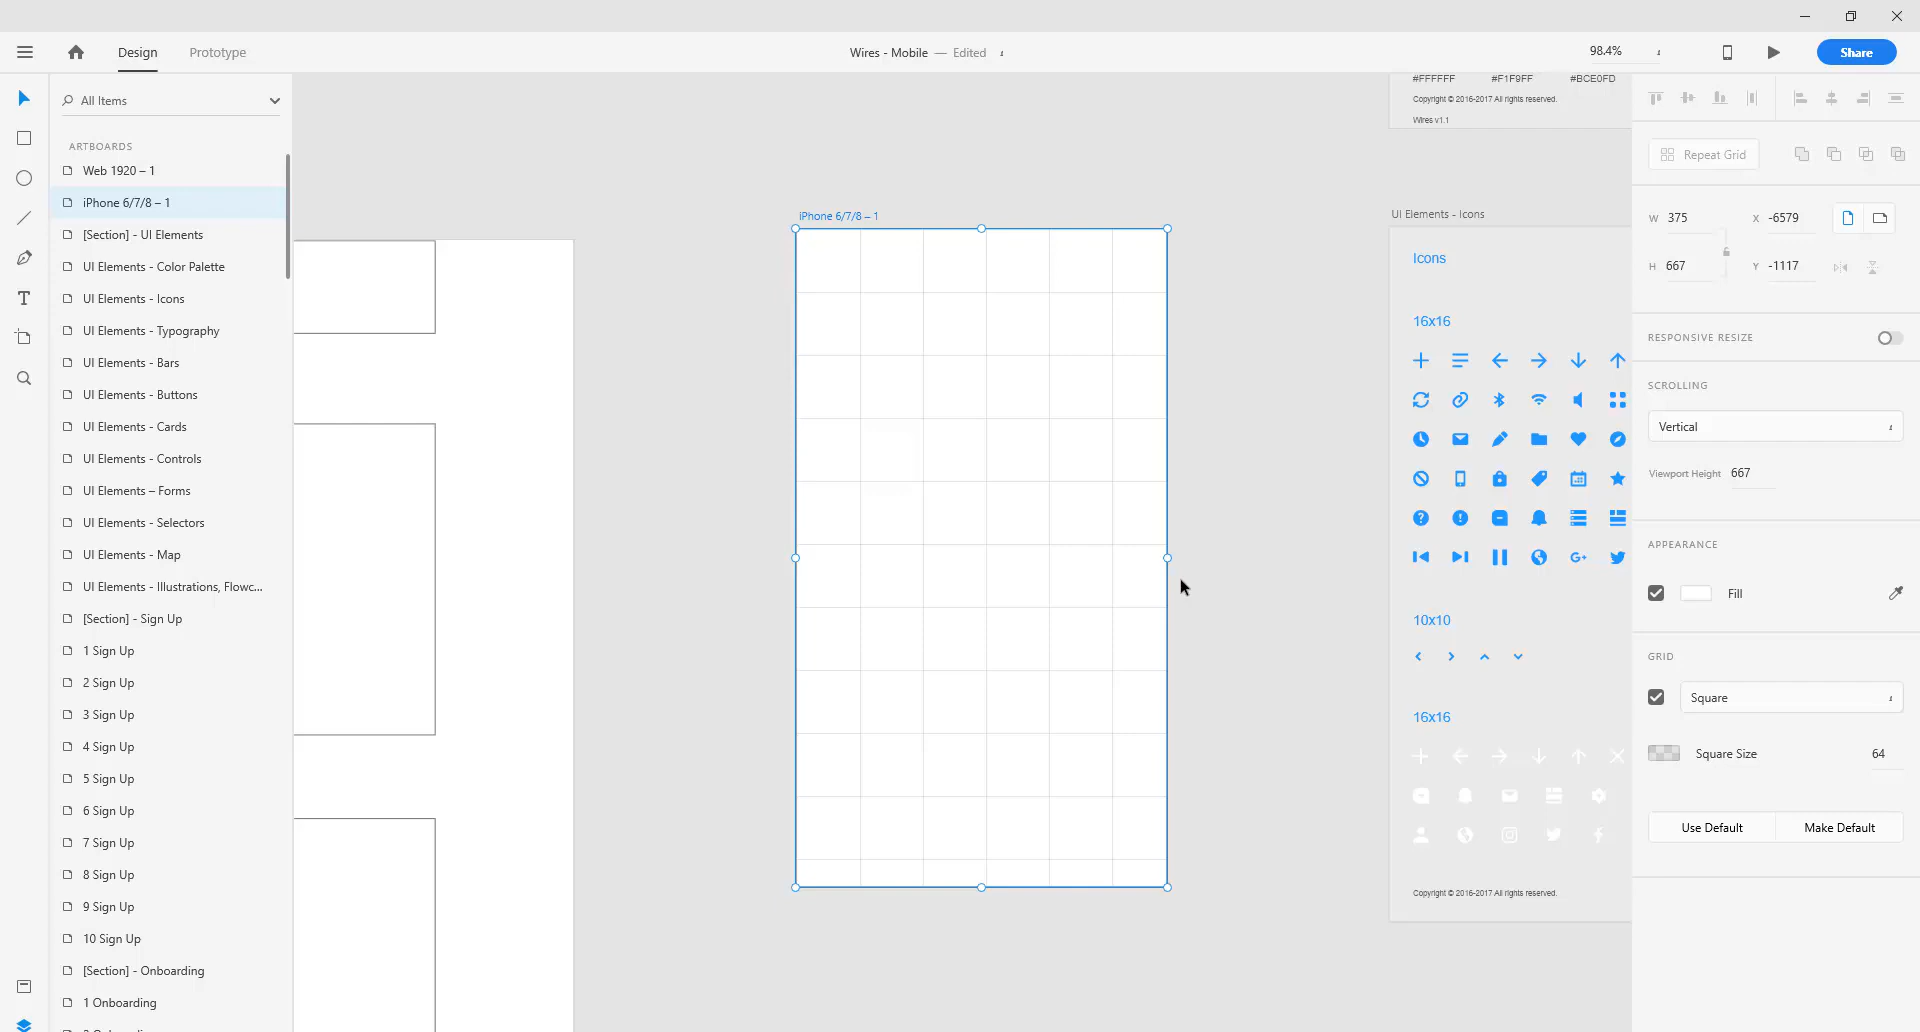 Design
Prototype
Wires - Mobile — Edited
98.4%
Share
All Items
ARTBOARDS
Web 1920 – 1
iPhone 6/7/8 – 1
[Section] - UI Elements
UI Elements - Color Palette
UI Elements - Icons
UI Elements - Typography
UI Elements - Bars
UI Elements - Buttons
UI Elements - Cards
UI Elements - Controls
UI Elements – Forms
UI Elements - Selectors
UI Elements - Map
UI Elements - Illustrations, Flowc...
[Section] - Sign Up
1 Sign Up
2 Sign Up
3 Sign Up
4 Sign Up
5 Sign Up
6 Sign Up
7 Sign Up
8 Sign Up
9 Sign Up
10 Sign Up
[Section] - Onboarding
1 Onboarding
iPhone 6/7/8 – 1
#FFFFFF #F1F9FF #BCE0FD
Copyright © 2016-2017 All rights reserved.
Wires v1.1
UI Elements - Icons
Icons
16x16
10x10
16x16
Copyright © 2016-2017 All rights reserved.
Repeat Grid
W 375 X -6579
H 667 Y -1117
RESPONSIVE RESIZE
SCROLLING
Vertical
Viewport Height 667
APPEARANCE
Fill
GRID
Square
Square Size 64
Use Default Make Default